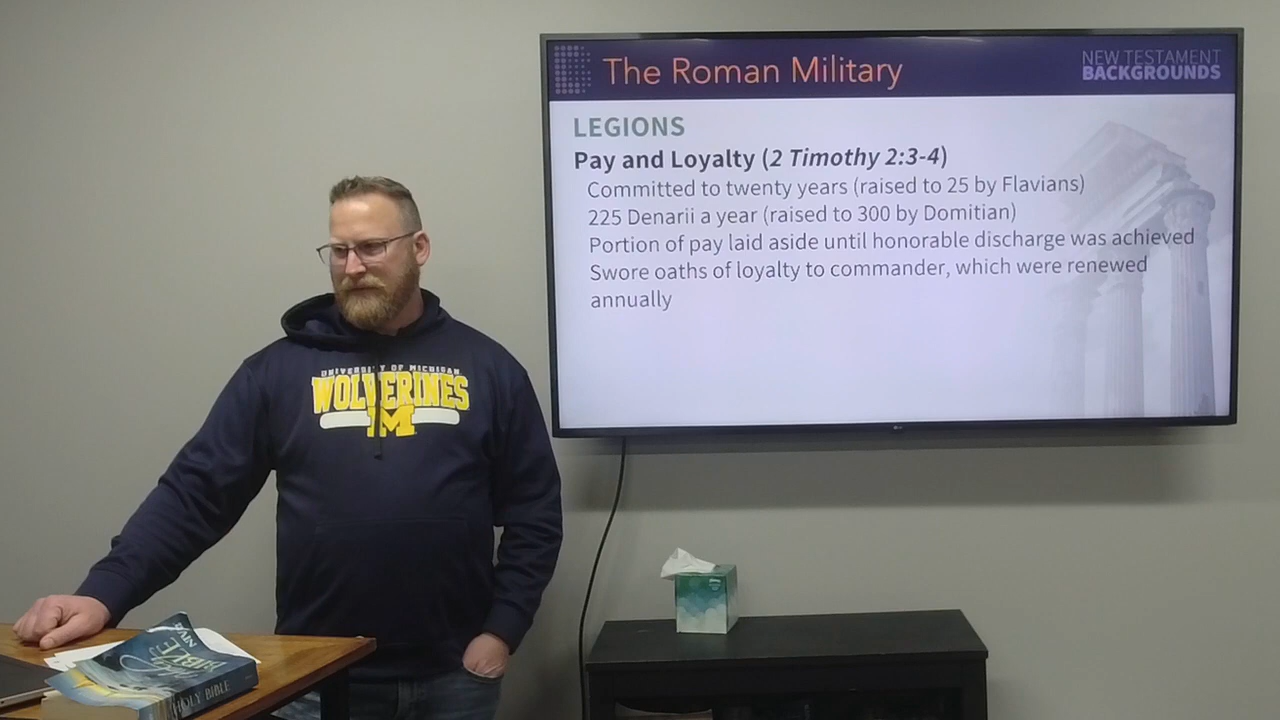 The Roman Military
NEW TESTAMENT
BACKGROUNDS
LEGIONS
Pay and Loyalty (2 Timothy 2:3-4)
Committed to twenty years (raised to 25 by Flavians)
225 Denarii a year (raised to 300 by Domitian)
Portion of pay laid aside until honorable discharge was achieved
Swore oaths of loyalty to commander, which were renewed
annually
LG
UNIVERSITY OF MICHIGAN
WOLVERINES
M
Kleenex
NIV
BIBLE
HOLY BIBLE